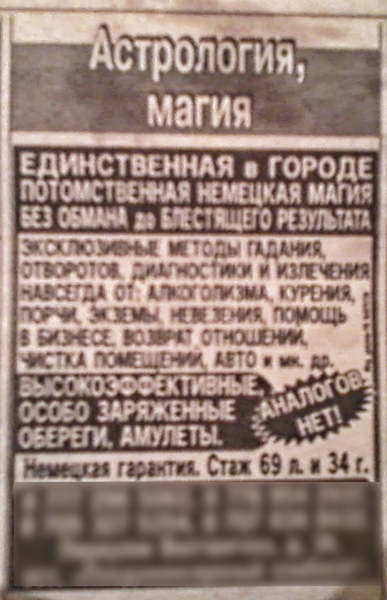 Астрология,
магия
ЕДИНСТВЕННАЯ в ГОРОДЕ
ПОТОМСТВЕННАЯ НЕМЕЦКАЯ МАГИЯ
БЕЗ ОБМАНА до БЛЕСТЯЩЕГО РЕЗУЛЬТАТА
ЭКСКЛЮЗИВНЫЕ МЕТОДЫ ГАДАНИЯ,
ОТВОРОТОВ, ДИАГНОСТИКИ И ИЗЛЕЧЕНИЯ
НАВСЕГДА ОТ: АЛКОГОЛИЗМА, КУРЕНИЯ,
ПОРЧИ, ЭКЗЕМЫ, НЕВЕЗЕНИЯ, ПОМОЩЬ
В БИЗНЕСЕ, ВОЗВРАТ ОТНОШЕНИЙ,
ЧИСТКА ПОМЕЩЕНИЙ, АВТО и мн. др.
ВЫСОКОЭФФЕКТИВНЫЕ,
ОСОБО ЗАРЯЖЕННЫЕ
ОБЕРЕГИ, АМУЛЕТЫ.
АНАЛОГОВ
НЕТ!
Немецкая гарантия. Стаж 69 л. и 34 г.